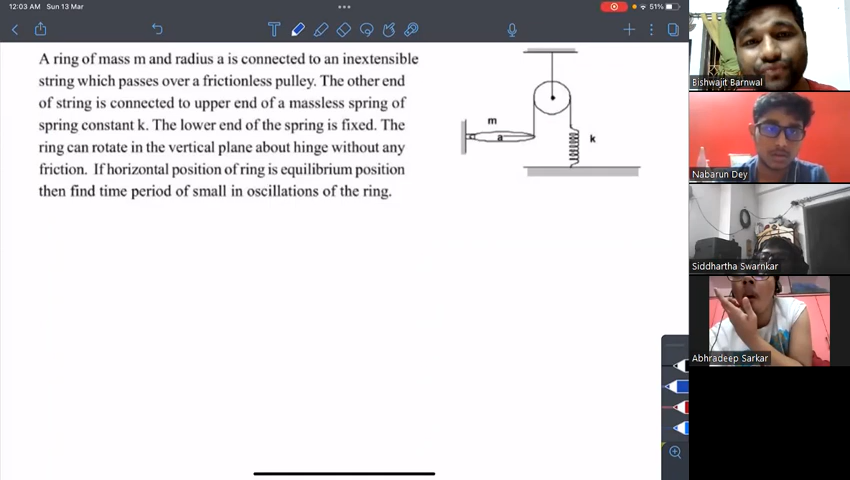 12:03 AM Sun 13 Mar
51%
A ring of mass m and radius a is connected to an inextensible
string which passes over a frictionless pulley. The other end
of string is connected to upper end of a massless spring of
spring constant k. The lower end of the spring is fixed. The
ring can rotate in the vertical plane about hinge without any
friction. If horizontal position of ring is equilibrium position
then find time period of small in oscillations of the ring.
m
a
k
Bishwajit Barnwal
Nabarun Dey
Siddhartha Swarnkar
Abhradeep Sarkar